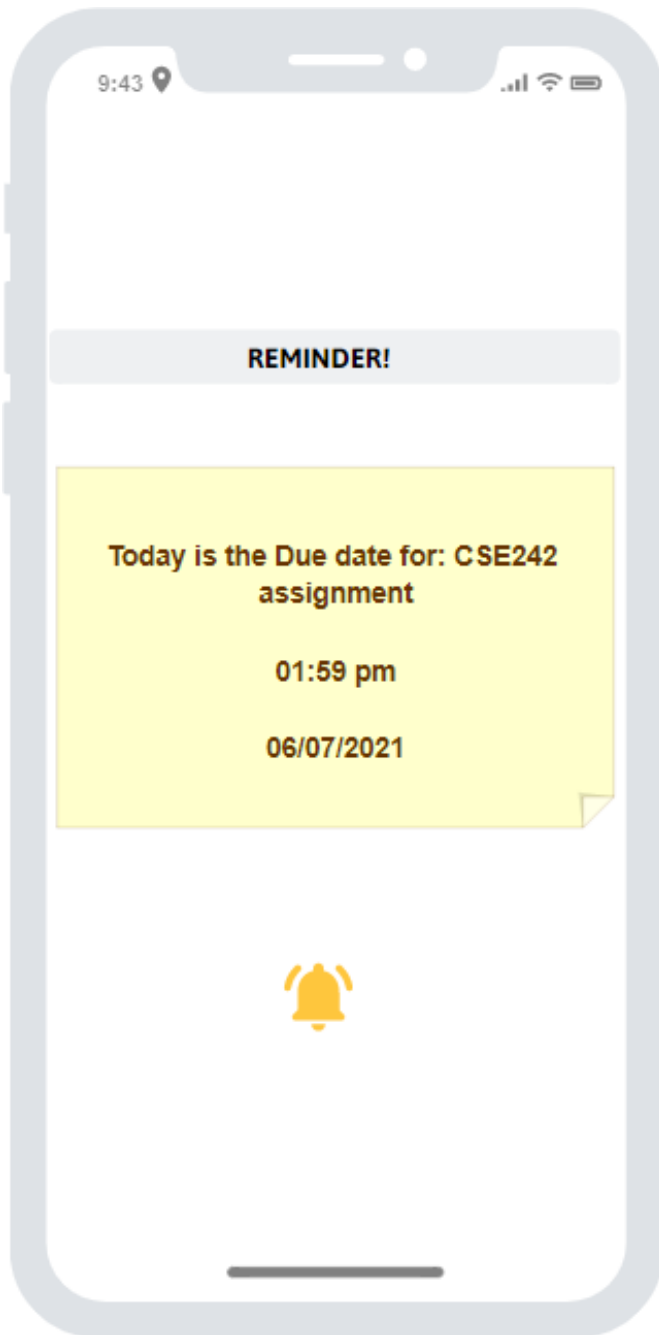 9:43
REMINDER!
Today is the Due date for: CSE242
assignment
01:59 pm
06/07/2021